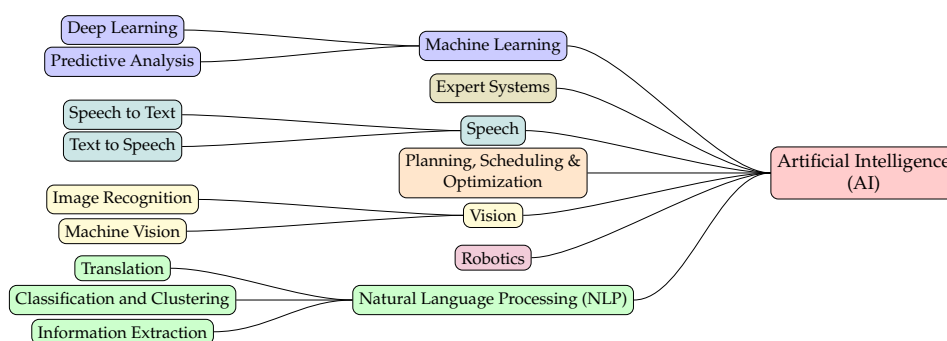 Deep Learning
Predictive Analysis
Machine Learning
Expert Systems
Speech to Text
Text to Speech
Speech
Planning, Scheduling &
Optimization
Artificial Intelligence
(AI)
Image Recognition
Machine Vision
Vision
Robotics
Translation
Classification and Clustering
Information Extraction
Natural Language Processing (NLP)